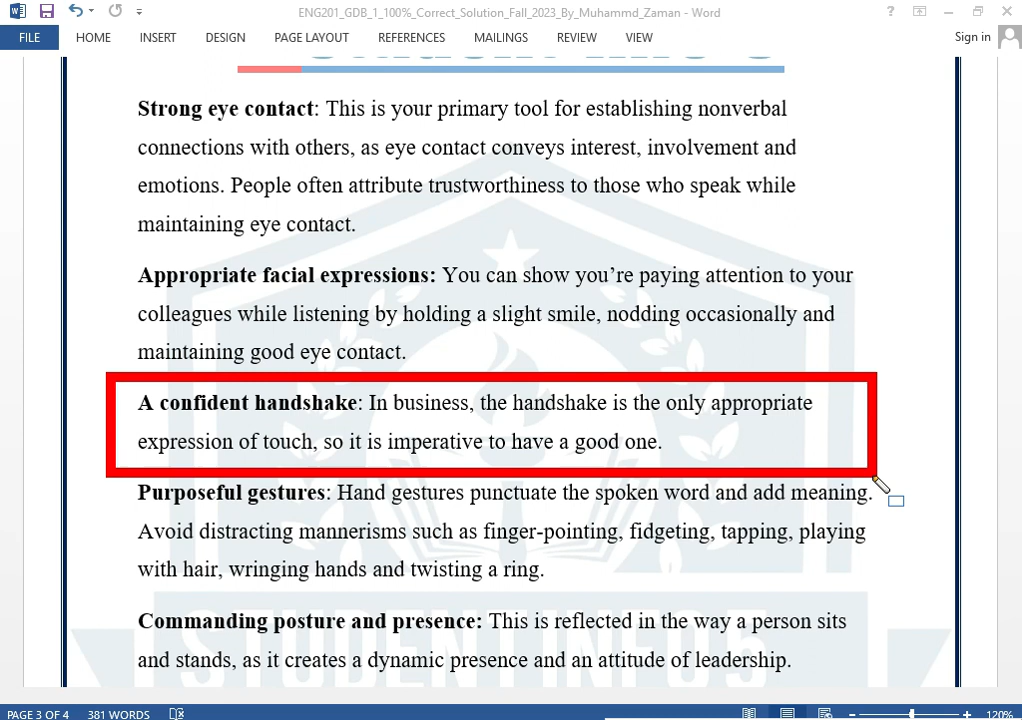 ENG201_GDB_1_100%_Correct_Solution_Fall_2023_By_Muhammd_Zaman - Word
?
FILE HOME INSERT DESIGN PAGE LAYOUT REFERENCES MAILINGS REVIEW VIEW Sign in
Strong eye contact: This is your primary tool for establishing nonverbal
connections with others, as eye contact conveys interest, involvement and
emotions. People often attribute trustworthiness to those who speak while
maintaining eye contact.
Appropriate facial expressions: You can show you're paying attention to your
colleagues while listening by holding a slight smile, nodding occasionally and
maintaining good eye contact.
A confident handshake: In business, the handshake is the only appropriate
expression of touch, so it is imperative to have a good one.
Purposeful gestures: Hand gestures punctuate the spoken word and add meaning.
Avoid distracting mannerisms such as finger-pointing, fidgeting, tapping, playing
with hair, wringing hands and twisting a ring.
Commanding posture and presence: This is reflected in the way a person sits
and stands, as it creates a dynamic presence and an attitude of leadership.
STUDENTINFO5
PAGE 3 OF 4 381 WORDS 120%